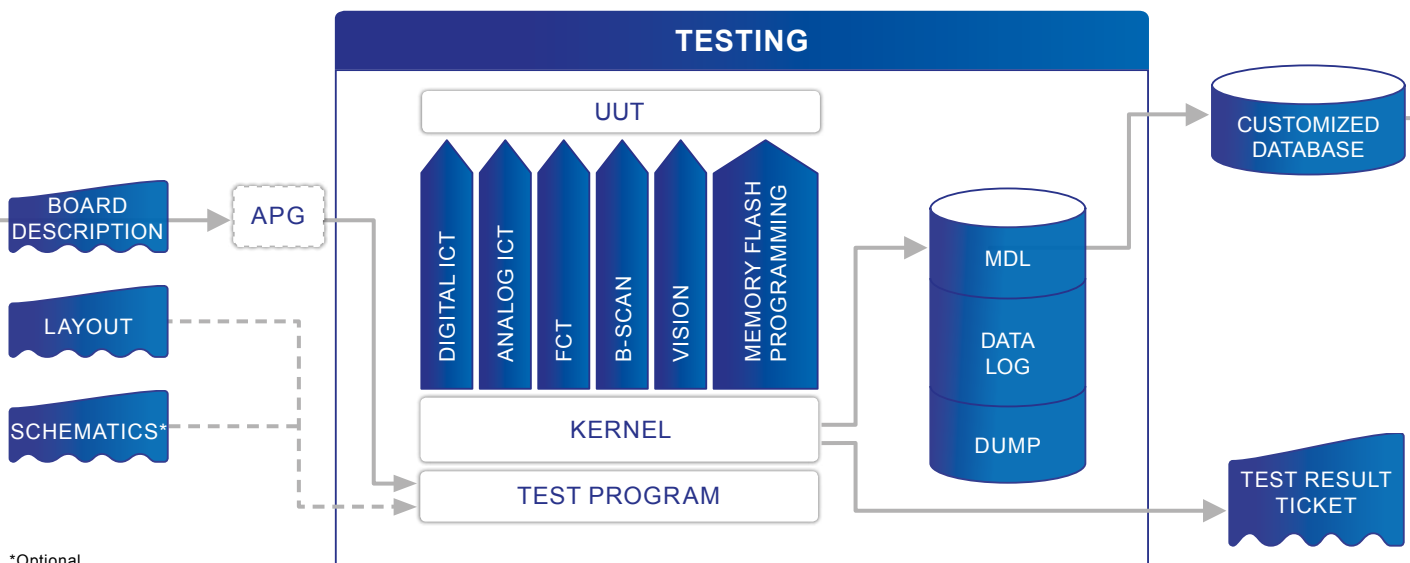 TESTING
UUT
CUSTOMIZED
DATABASE
BOARD
DESCRIPTION
APG
DIGITAL ICT
ANALOG ICT
FCT
B-SCAN
VISION
MEMORY FLASH
PROGRAMMING
MDL
LAYOUT
DATA
LOG
SCHEMATICS*
KERNEL
DUMP
TEST PROGRAM
TEST RESULT
TICKET
*Optional